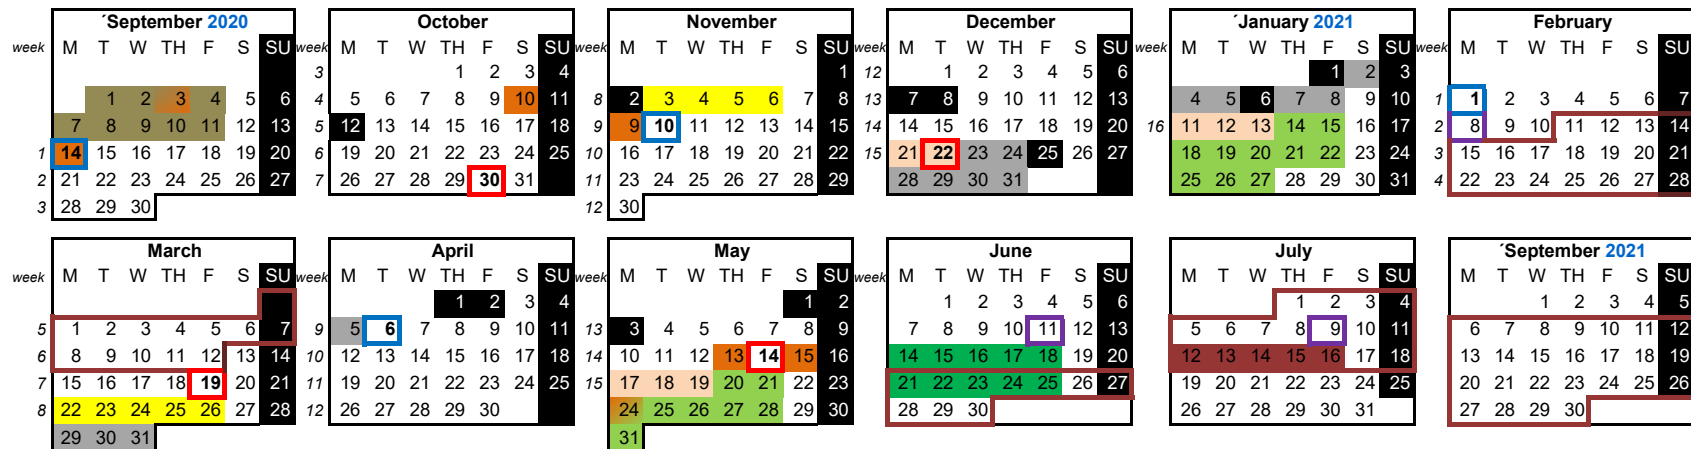 ´September 2020
week M T W TH F S SU
1 2 3 4 5 6
7 8 9 10 11 12 13
1 14 15 16 17 18 19 20
2 21 22 23 24 25 26 27
3 28 29 30
October
week M T W TH F S SU
3 1 2 3 4
4 5 6 7 8 9 10 11
5 12 13 14 15 16 17 18
6 19 20 21 22 23 24 25
7 26 27 28 29 30 31
November
week M T W TH F S SU
1
8 2 3 4 5 6 7 8
9 9 10 11 12 13 14 15
10 16 17 18 19 20 21 22
11 23 24 25 26 27 28 29
12 30
December
week M T W TH F S SU
12 1 2 3 4 5 6
13 7 8 9 10 11 12 13
14 14 15 16 17 18 19 20
15 21 22 23 24 25 26 27
28 29 30 31
´January 2021
week M T W TH F S SU
1 2 3
4 5 6 7 8 9 10
16 11 12 13 14 15 16 17
18 19 20 21 22 23 24
25 26 27 28 29 30 31
February
week M T W TH F S SU
1 1 2 3 4 5 6 7
2 8 9 10 11 12 13 14
3 15 16 17 18 19 20 21
4 22 23 24 25 26 27 28
March
week M T W TH F S SU
5 1 2 3 4 5 6 7
6 8 9 10 11 12 13 14
7 15 16 17 18 19 20 21
8 22 23 24 25 26 27 28
29 30 31
April
week M T W TH F S SU
1 2 3 4
9 5 6 7 8 9 10 11
10 12 13 14 15 16 17 18
11 19 20 21 22 23 24 25
12 26 27 28 29 30
May
week M T W TH F S SU
1 2
13 3 4 5 6 7 8 9
14 10 11 12 13 14 15 16
15 17 18 19 20 21 22 23
24 25 26 27 28 29 30
31
June
week M T W TH F S SU
1 2 3 4 5 6
7 8 9 10 11 12 13
14 15 16 17 18 19 20
21 22 23 24 25 26 27
28 29 30
July
M T W TH F S SU
1 2 3 4
5 6 7 8 9 10 11
12 13 14 15 16 17 18
19 20 21 22 23 24 25
26 27 28 29 30 31
´September 2021
week M T W TH F S SU
1 2 3 4 5
6 7 8 9 10 11 12
13 14 15 16 17 18 19
20 21 22 23 24 25 26
27 28 29 30